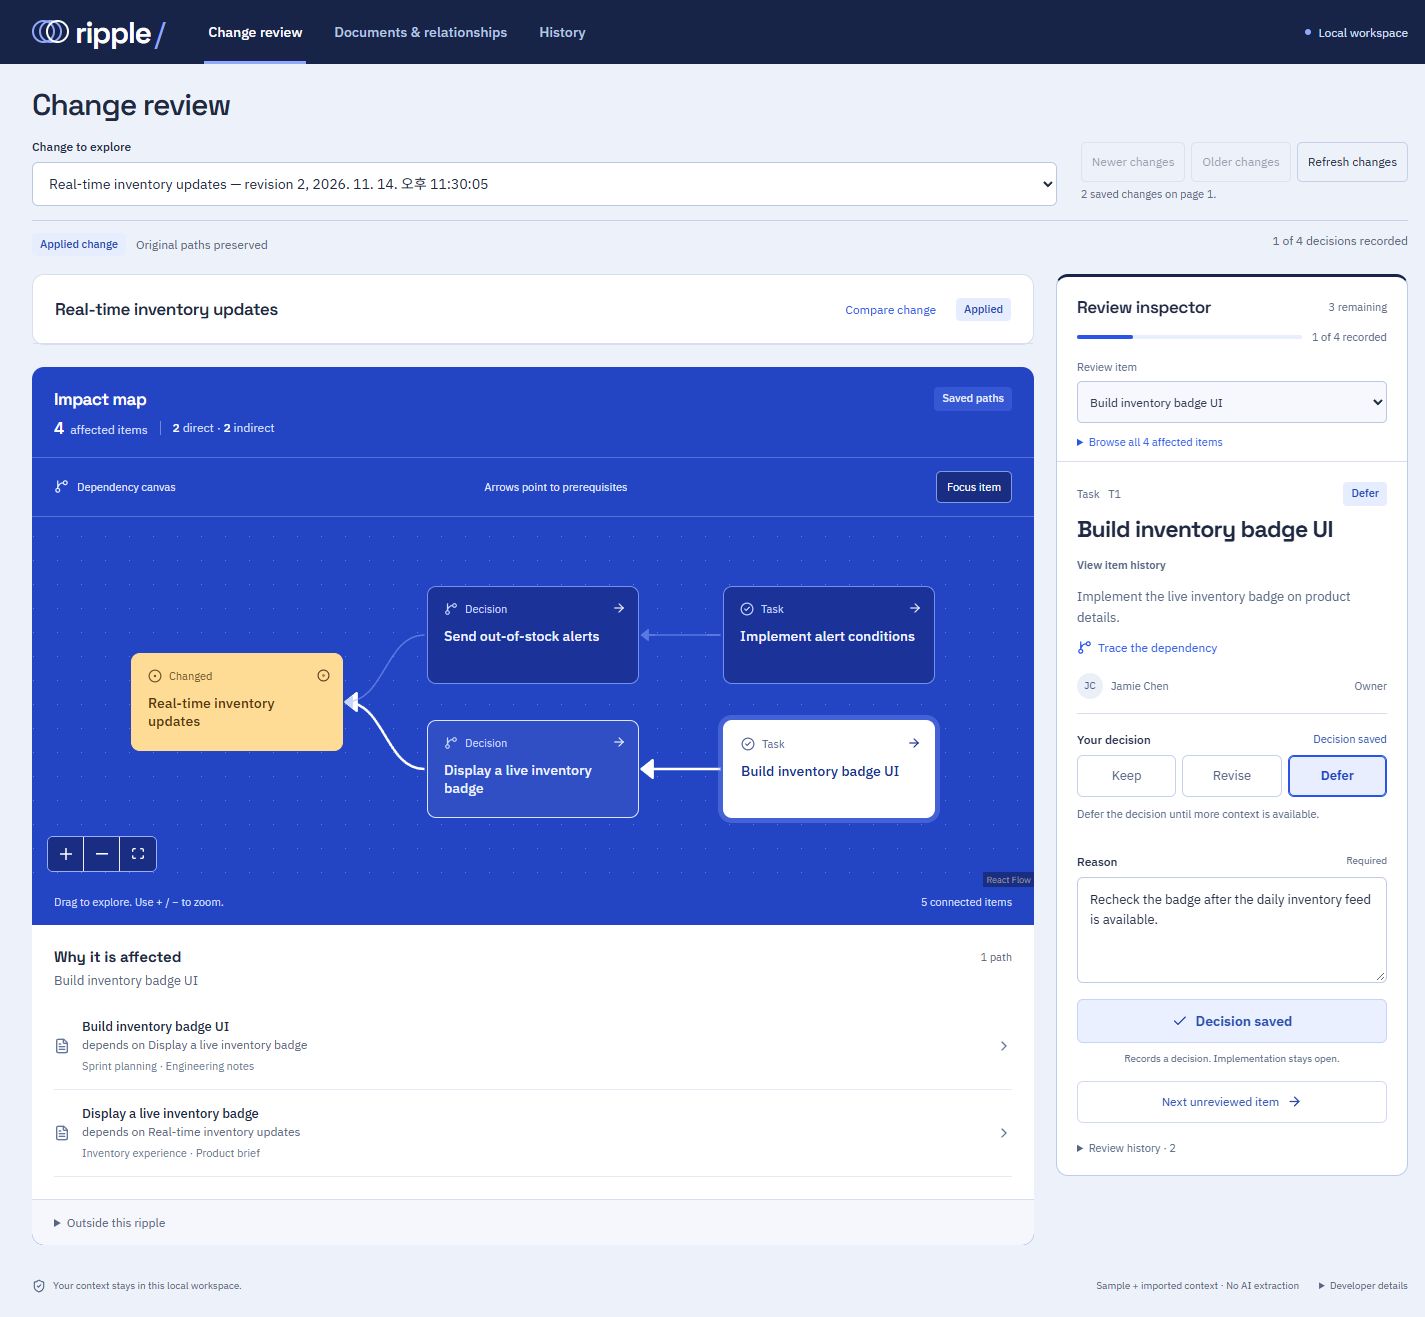 ripple/
Change review
Documents & relationships
History
Local workspace
Change review
Change to explore
Real-time inventory updates — revision 2, 2026. 11. 14. 오후 11:30:05
Newer changes
Older changes
Refresh changes
2 saved changes on page 1.
Applied change
Original paths preserved
1 of 4 decisions recorded
Real-time inventory updates
Compare change
Applied
Impact map
Saved paths
4 affected items
2 direct · 2 indirect
Dependency canvas
Arrows point to prerequisites
Focus item
Changed
Real-time inventory
updates
Decision
Send out-of-stock alerts
Task
Implement alert conditions
Decision
Display a live inventory
badge
Task
Build inventory badge UI
React Flow
Drag to explore. Use + / − to zoom.
5 connected items
Why it is affected
1 path
Build inventory badge UI
Build inventory badge UI
depends on Display a live inventory badge
Sprint planning · Engineering notes
Display a live inventory badge
depends on Real-time inventory updates
Inventory experience · Product brief
Outside this ripple
Review inspector
3 remaining
1 of 4 recorded
Review item
Build inventory badge UI
Browse all 4 affected items
Task T1
Defer
Build inventory badge UI
View item history
Implement the live inventory badge on product
details.
Trace the dependency
JC
Jamie Chen
Owner
Your decision
Decision saved
Keep
Revise
Defer
Defer the decision until more context is available.
Reason
Required
Recheck the badge after the daily inventory feed
is available.
Decision saved
Records a decision. Implementation stays open.
Next unreviewed item
Review history · 2
Your context stays in this local workspace.
Sample + imported context · No AI extraction
Developer details